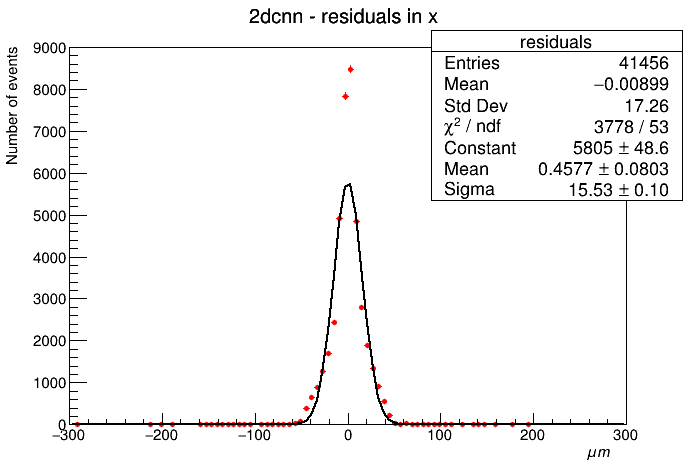 2dcnn - residuals in x
residuals
Entries 41456
Mean −0.00899
Std Dev 17.26
χ² / ndf 3778 / 53
Constant 5805 ± 48.6
Mean 0.4577 ± 0.0803
Sigma 15.53 ± 0.10
Number of events
9000
8000
7000
6000
5000
4000
3000
2000
1000
0
−300 −200 −100 0 100 200 300
μm